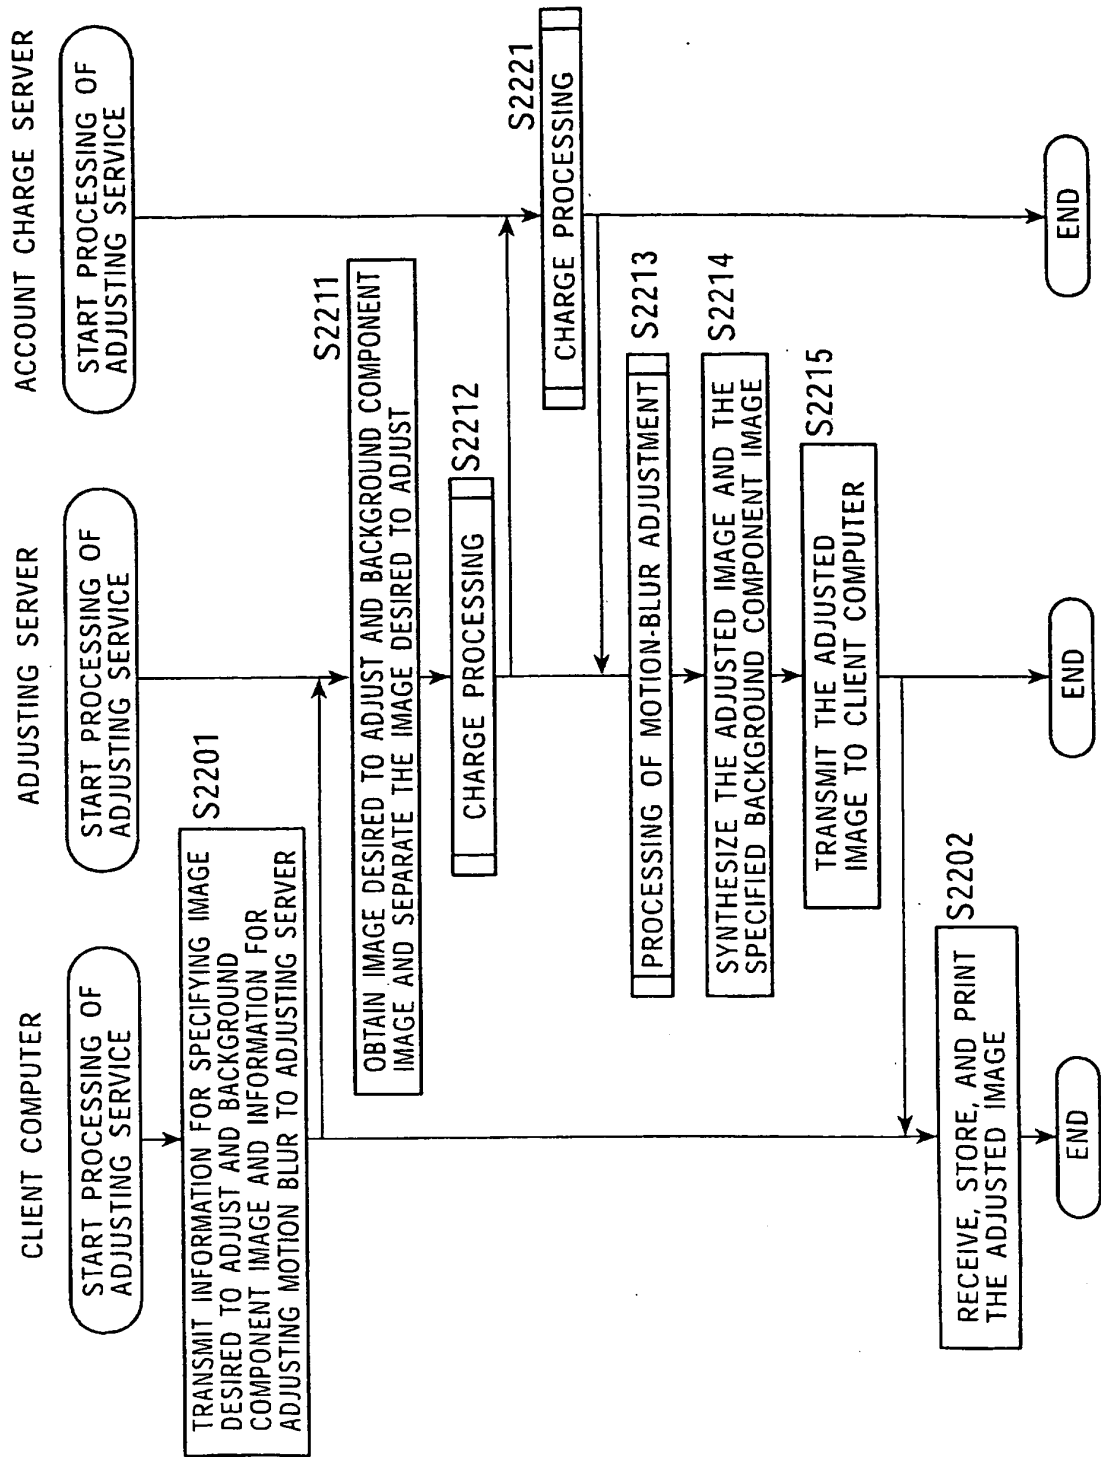 CLIENT COMPUTER
START PROCESSING OF
ADJUSTING SERVICE
S2201
TRANSMIT INFORMATION FOR SPECIFYING IMAGE
DESIRED TO ADJUST AND BACKGROUND
COMPONENT IMAGE AND INFORMATION FOR
ADJUSTING MOTION BLUR TO ADJUSTING SERVER
S2202
RECEIVE, STORE, AND PRINT
THE ADJUSTED IMAGE
END
ADJUSTING SERVER
START PROCESSING OF
ADJUSTING SERVICE
S2211
OBTAIN IMAGE DESIRED TO ADJUST AND BACKGROUND COMPONENT
IMAGE AND SEPARATE THE IMAGE DESIRED TO ADJUST
S2212
CHARGE PROCESSING
S2213
PROCESSING OF MOTION-BLUR ADJUSTMENT
S2214
SYNTHESIZE THE ADJUSTED IMAGE AND THE
SPECIFIED BACKGROUND COMPONENT IMAGE
S2215
TRANSMIT THE ADJUSTED
IMAGE TO CLIENT COMPUTER
END
ACCOUNT CHARGE SERVER
START PROCESSING OF
ADJUSTING SERVICE
S2221
CHARGE PROCESSING
END